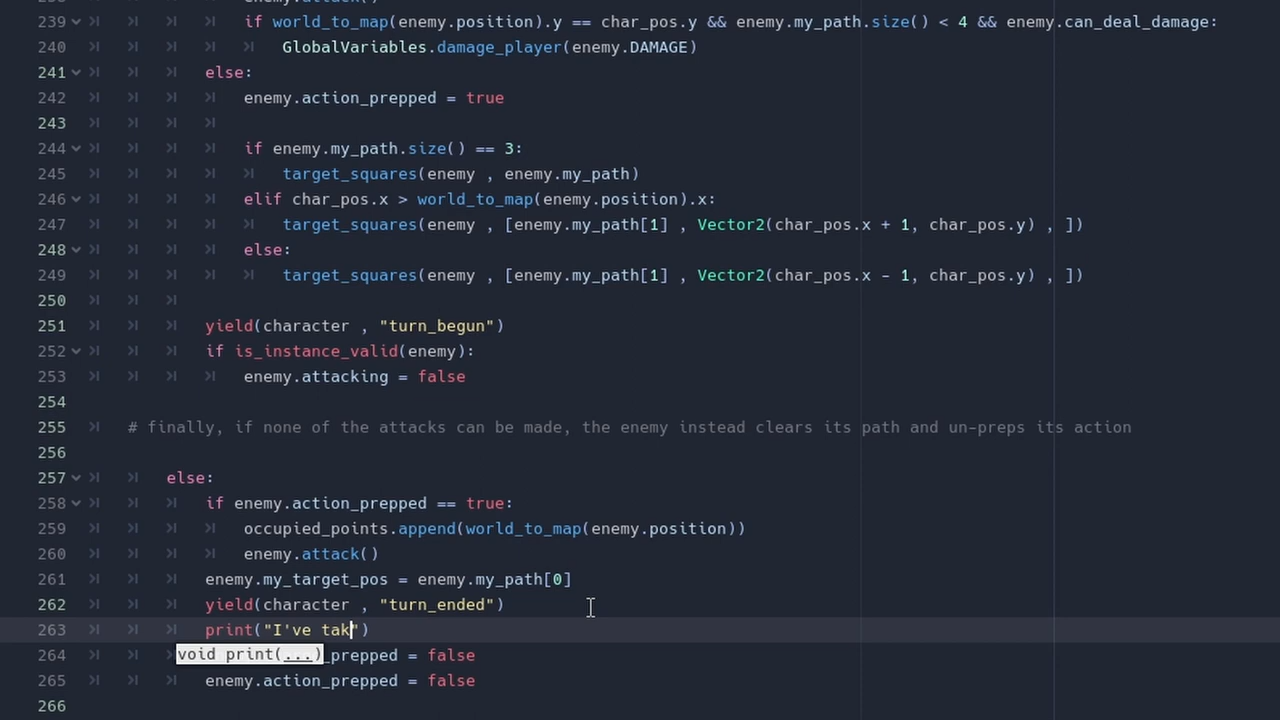 239 if world_to_map(enemy.position).y == char_pos.y && enemy.my_path.size() < 4 && enemy.can_deal_damage:
240 GlobalVariables.damage_player(enemy.DAMAGE)
241 else:
242 enemy.action_prepped = true
243
244 if enemy.my_path.size() == 3:
245 target_squares(enemy , enemy.my_path)
246 elif char_pos.x > world_to_map(enemy.position).x:
247 target_squares(enemy , [enemy.my_path[1] , Vector2(char_pos.x + 1, char_pos.y) , ])
248 else:
249 target_squares(enemy , [enemy.my_path[1] , Vector2(char_pos.x - 1, char_pos.y) , ])
250
251 yield(character , "turn_begun")
252 if is_instance_valid(enemy):
253 enemy.attacking = false
254
255 # finally, if none of the attacks can be made, the enemy instead clears its path and un-preps its action
256
257 else:
258 if enemy.action_prepped == true:
259 occupied_points.append(world_to_map(enemy.position))
260 enemy.attack()
261 enemy.my_target_pos = enemy.my_path[0]
262 yield(character , "turn_ended")
263 print("I've tak")
264 void print(...)_prepped = false
265 enemy.action_prepped = false
266